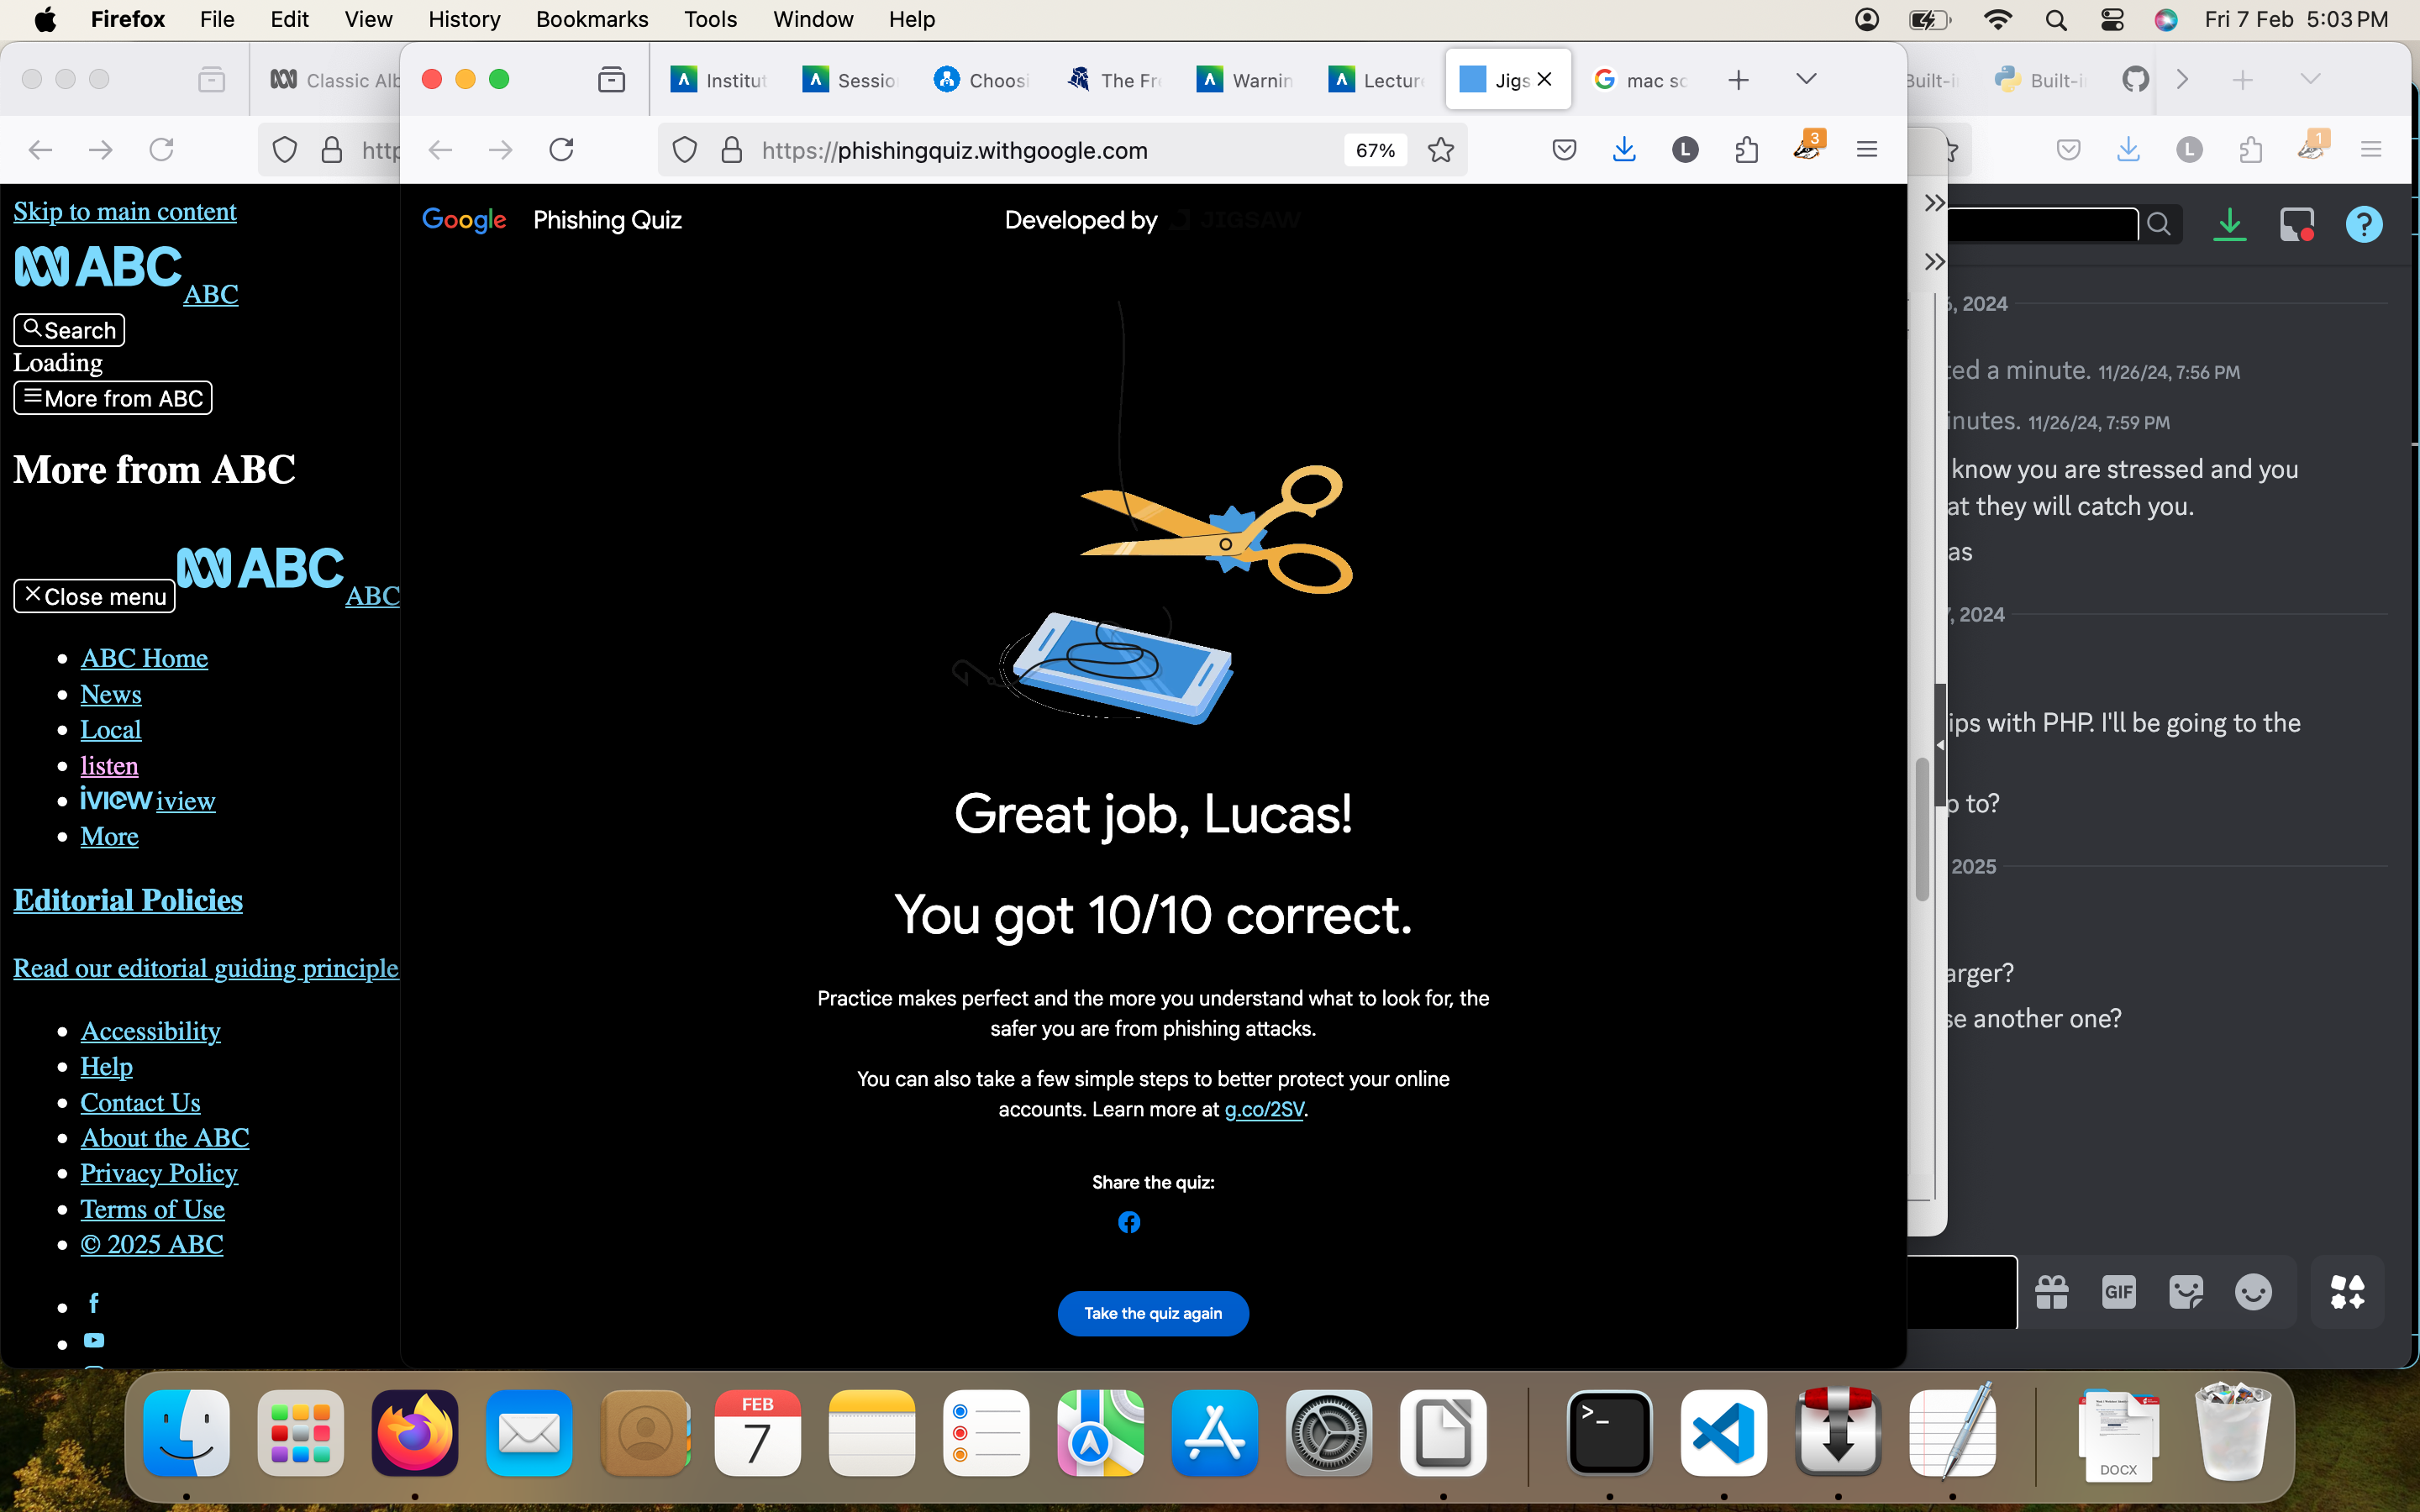 Firefox File Edit View History Bookmarks Tools Window Help
Fri 7 Feb 5:03 PM
Classic Alb
Institut
Sessio
Choosi
The Fr
Warnin
Lectur
Jigs
mac sc
Built-i
Built-i
htt
https://phishingquiz.withgoogle.com
67%
L
3
L
1
Skip to main content
ABC
ABC
Search
Loading
More from ABC
More from ABC
ABC
ABC
Close menu
ABC Home
News
Local
listen
iview iview
More
Editorial Policies
Read our editorial guiding principle
Accessibility
Help
Contact Us
About the ABC
Privacy Policy
Terms of Use
© 2025 ABC
Google Phishing Quiz
Developed by JIGSAW
Great job, Lucas!
You got 10/10 correct.
Practice makes perfect and the more you understand what to look for, the
safer you are from phishing attacks.
You can also take a few simple steps to better protect your online
accounts. Learn more at g.co/2SV.
Share the quiz:
Take the quiz again
, 2024
ted a minute. 11/26/24, 7:56 PM
inutes. 11/26/24, 7:59 PM
know you are stressed and you
at they will catch you.
as
, 2024
ips with PHP. I'll be going to the
p to?
2025
arger?
se another one?
GIF
FEB
7
>_
DOCX